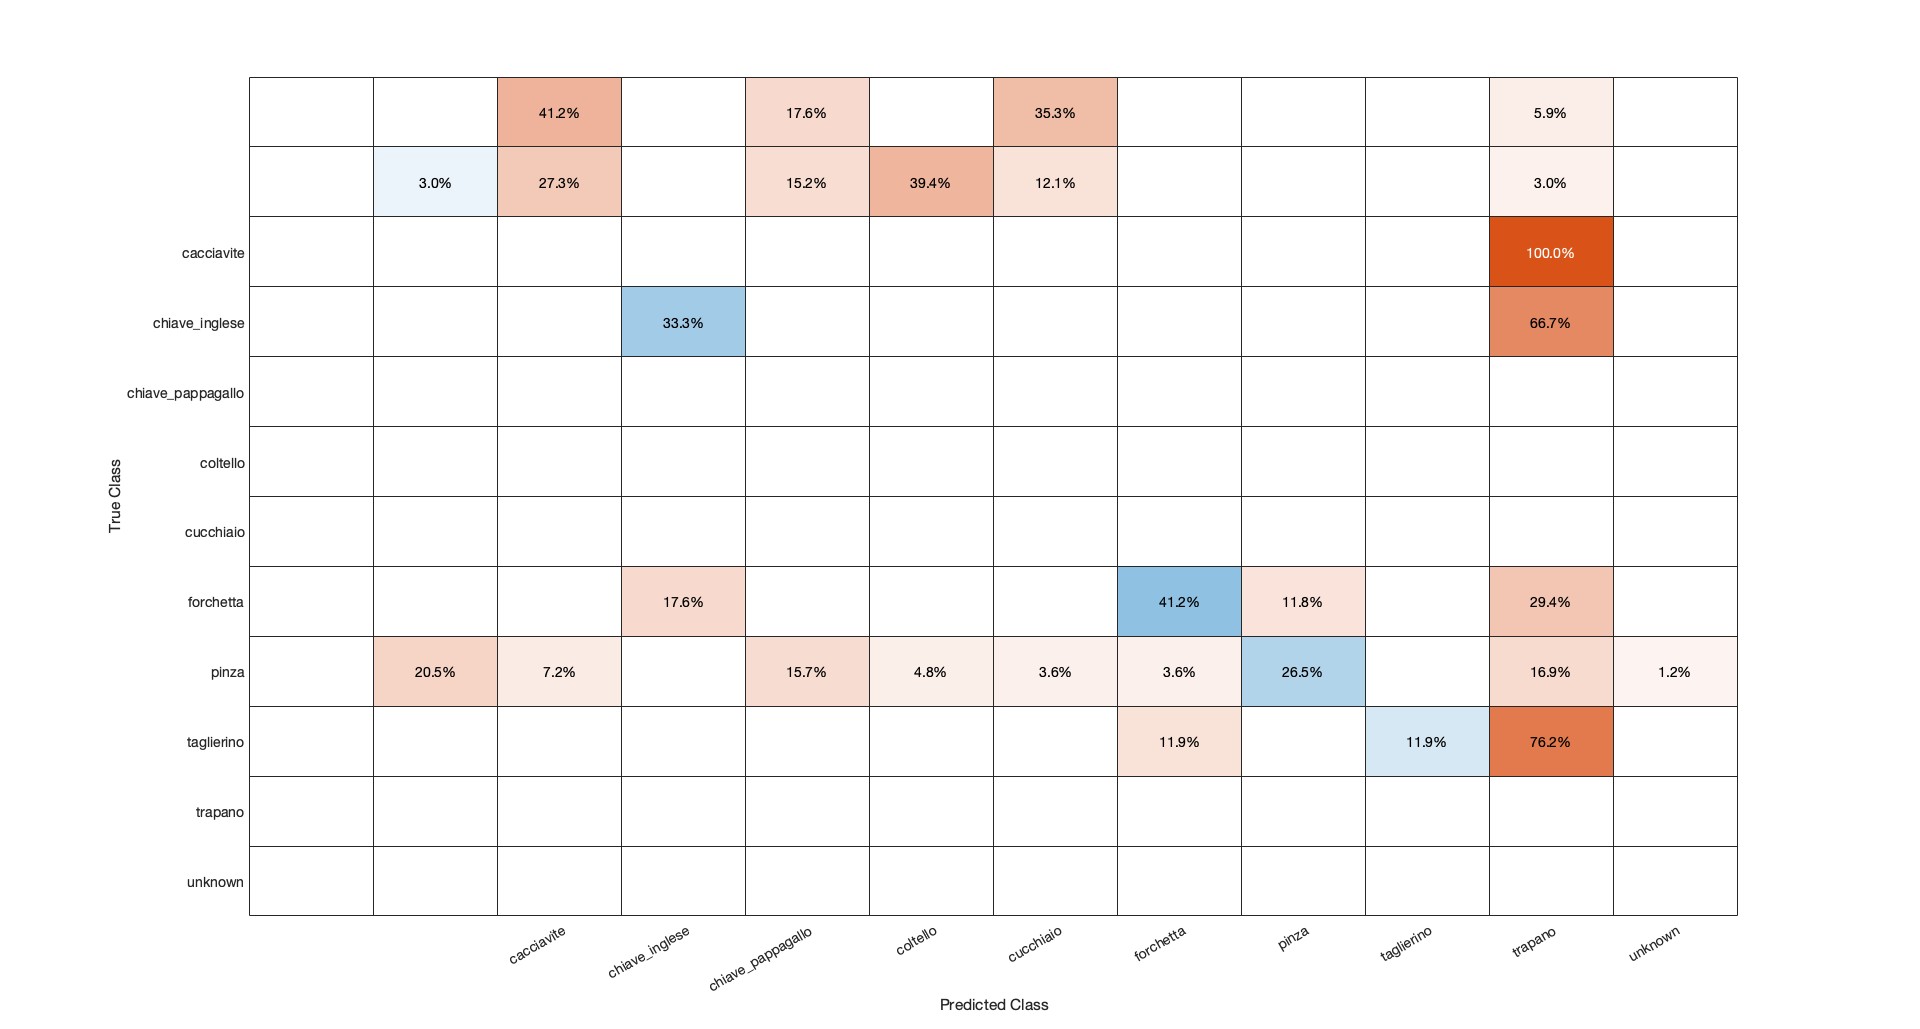 41.2% 17.6% 35.3% 5.9%
3.0% 27.3% 15.2% 39.4% 12.1% 3.0%
cacciavite 100.0%
chiave_inglese 33.3% 66.7%
chiave_pappagallo
coltello
cucchiaio
forchetta 17.6% 41.2% 11.8% 29.4%
pinza 20.5% 7.2% 15.7% 4.8% 3.6% 3.6% 26.5% 16.9% 1.2%
taglierino 11.9% 11.9% 76.2%
trapano
unknown
True Class
cacciavite chiave_inglese chiave_pappagallo coltello cucchiaio forchetta pinza taglierino trapano unknown
Predicted Class